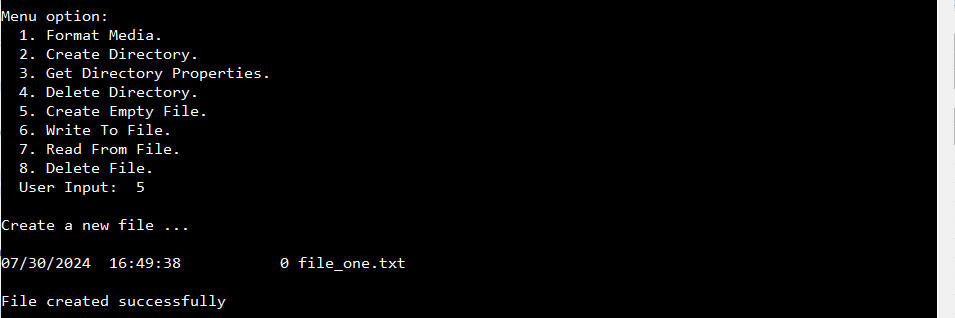 Menu option:
1. Format Media.
2. Create Directory.
3. Get Directory Properties.
4. Delete Directory.
5. Create Empty File.
6. Write To File.
7. Read From File.
8. Delete File.
User Input:  5
Create a new file ...
07/30/2024  16:49:38           0 file_one.txt
File created successfully